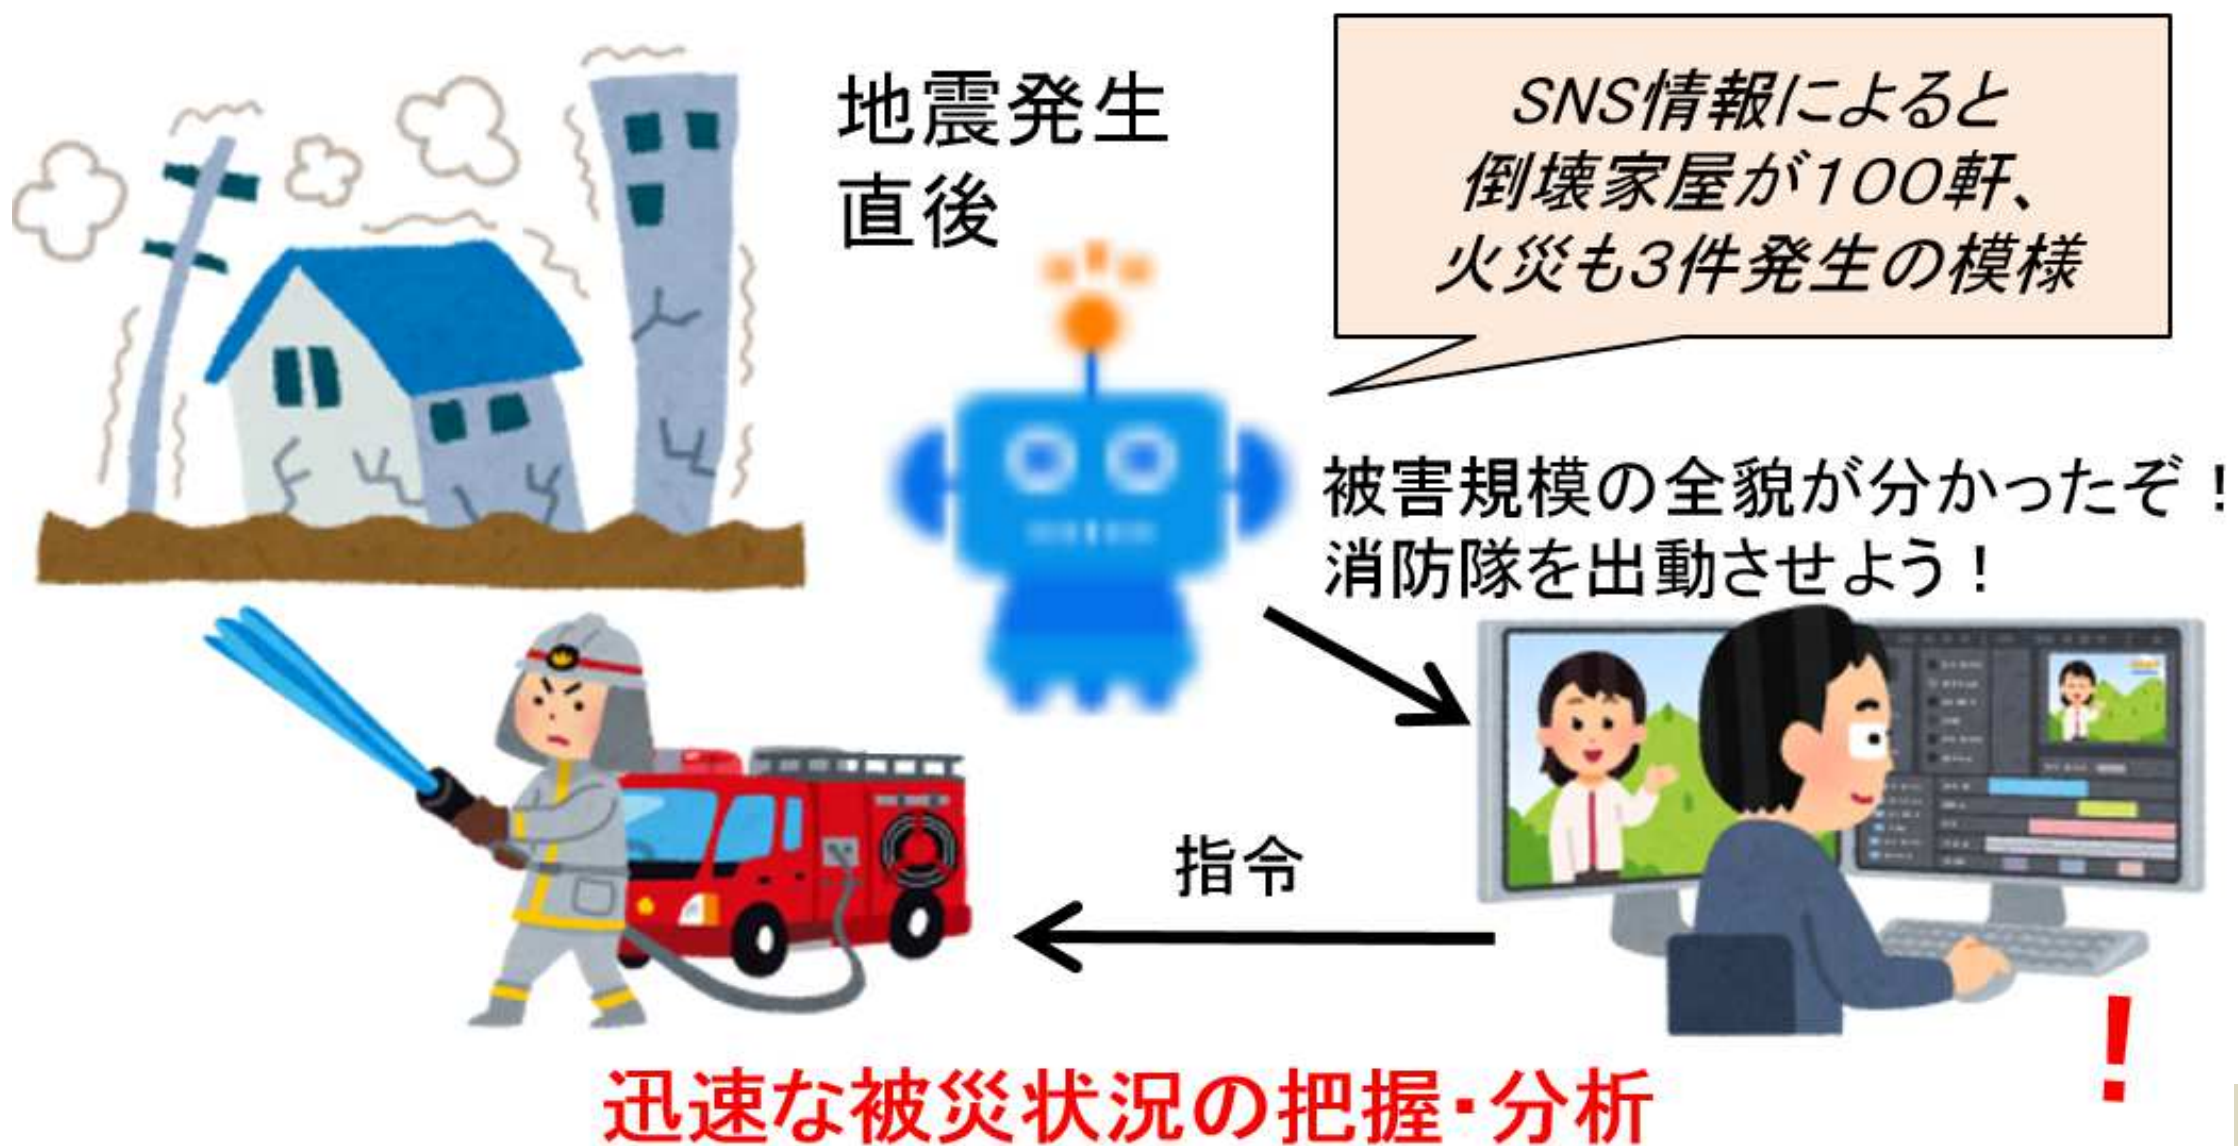 地震発生
直後
SNS情報によると
倒壊家屋が１００軒、
火災も３件発生の模様
被害規模の全貌が分かったぞ！
消防隊を出動させよう！
指令
！
迅速な被災状況の把握・分析